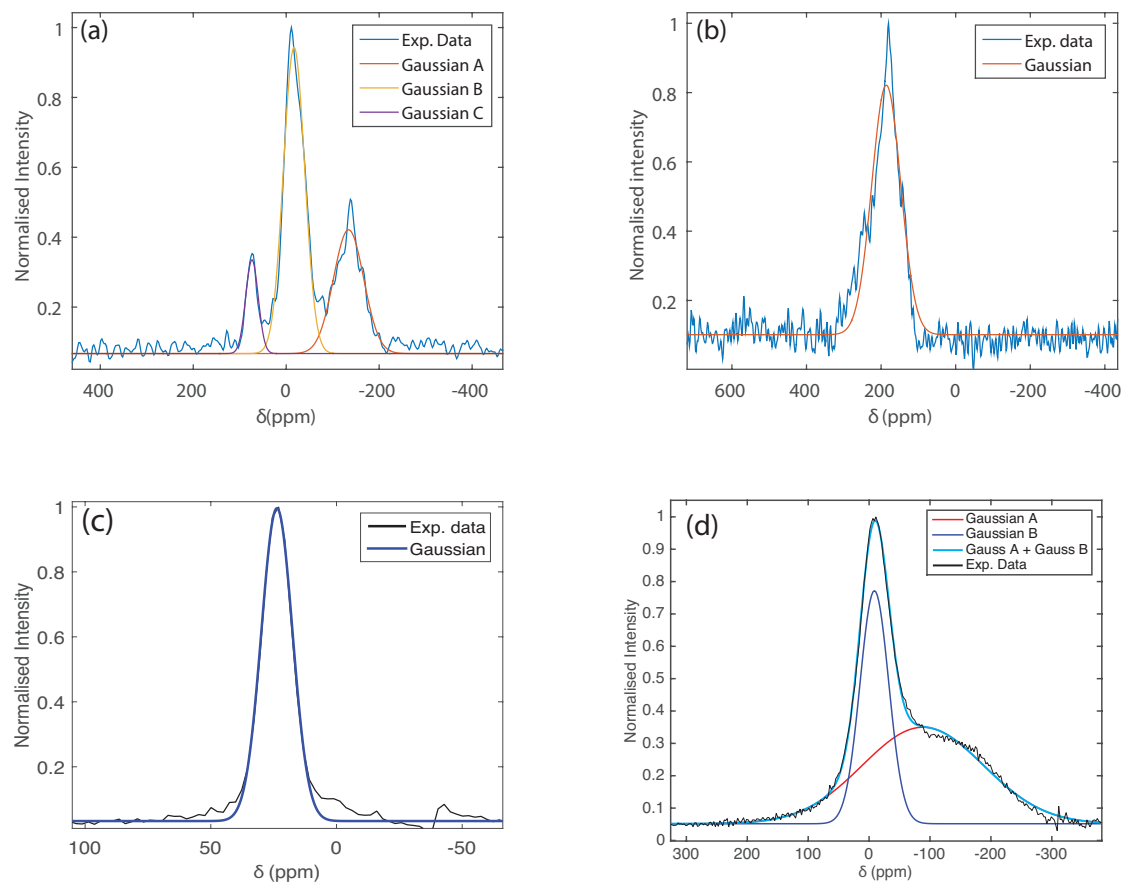 (a)
Exp. Data
Gaussian A
Gaussian B
Gaussian C
Normalised Intensity
1
0.8
0.6
0.4
0.2
400 200 0 -200 -400
δ(ppm)
(b)
Exp. data
Gaussian
Normalised intensity
1
0.8
0.6
0.4
0.2
600 400 200 0 -200 -400
δ (ppm)
(c)
Exp. data
Gaussian
Normalised Intensity
1
0.8
0.6
0.4
0.2
100 50 0 -50
δ (ppm)
(d)
Gaussian A
Gaussian B
Gauss A + Gauss B
Exp. Data
Normalised Intensity
1
0.9
0.8
0.7
0.6
0.5
0.4
0.3
0.2
0.1
0
300 200 100 0 -100 -200 -300
δ (ppm)